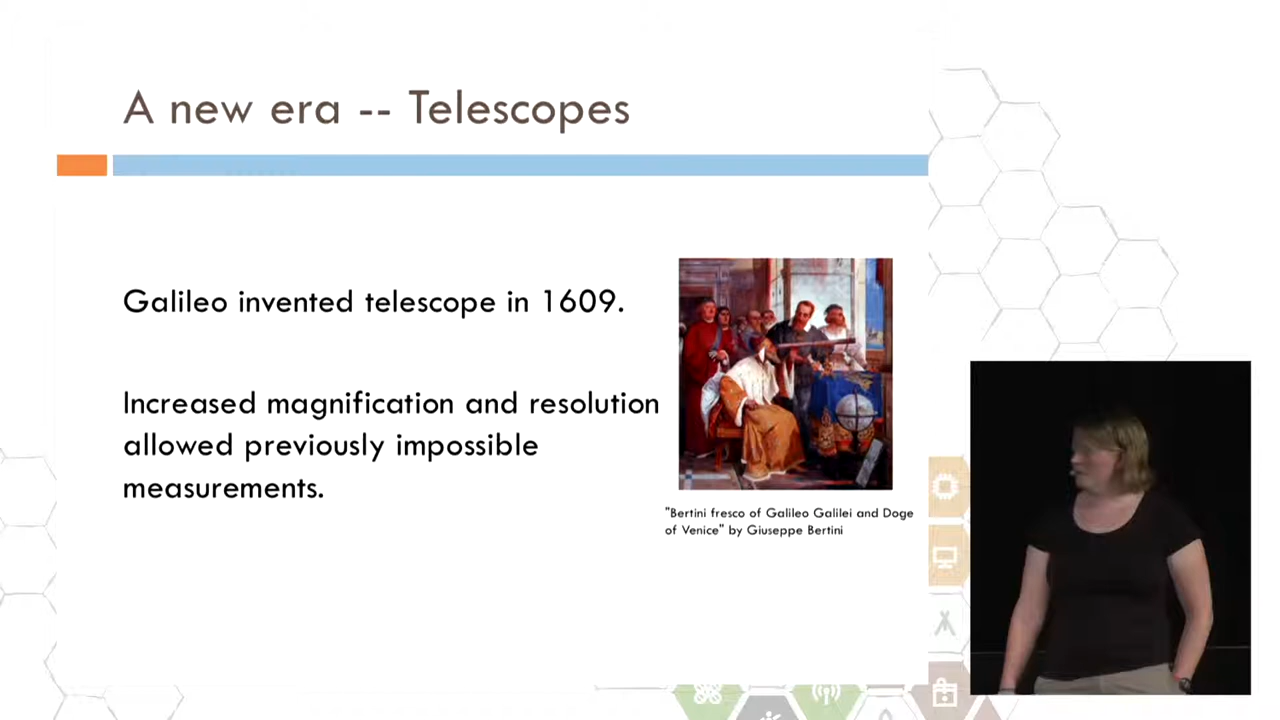 A new era -- Telescopes
Galileo invented telescope in 1609.
Increased magnification and resolution
allowed previously impossible
measurements.
"Bertini fresco of Galileo Galilei and Doge
of Venice" by Giuseppe Bertini